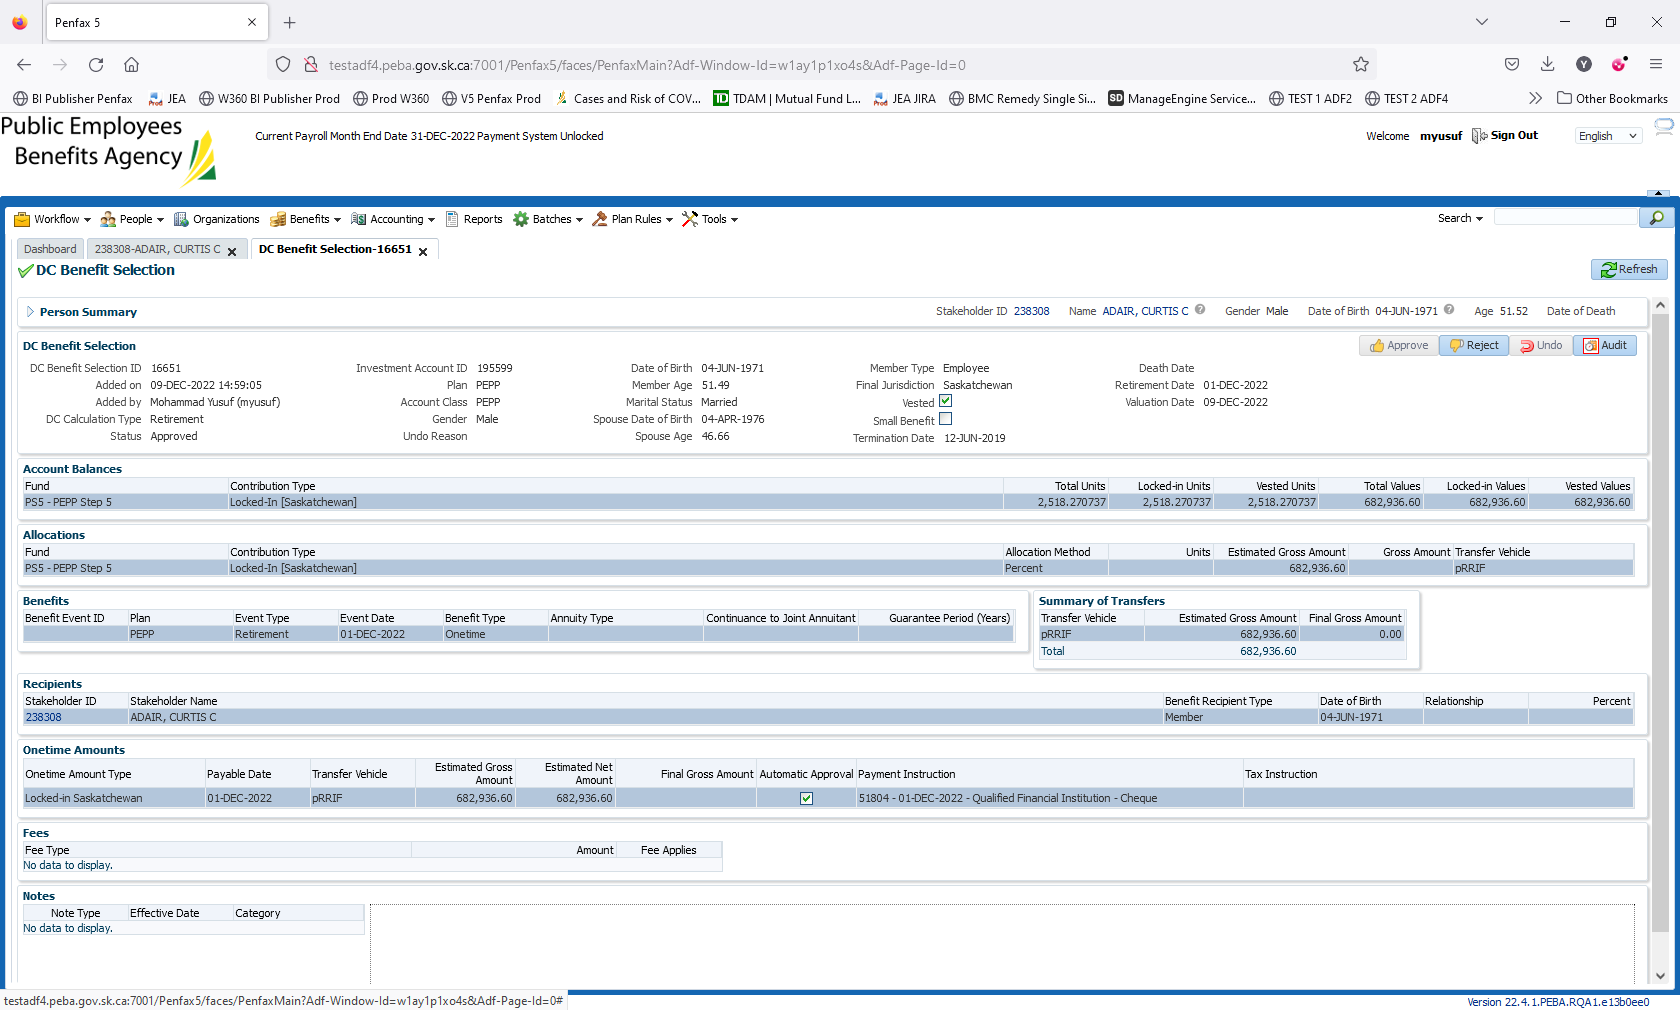 Penfax 5
testadf4.peba.gov.sk.ca:7001/Penfax5/faces/PenfaxMain?Adf-Window-Id=w1ay1p1xo4s&Adf-Page-Id=0
BI Publisher Penfax JEA W360 BI Publisher Prod Prod W360 V5 Penfax Prod Cases and Risk of COV... TD TDAM | Mutual Fund L... JEA JIRA BMC Remedy Single Si... SD ManageEngine Service... TEST 1 ADF2 TEST 2 ADF4 Other Bookmarks
Public Employees
Benefits Agency
Current Payroll Month End Date 31-DEC-2022 Payment System Unlocked
Welcome myusuf Sign Out English
Workflow People Organizations Benefits Accounting Reports Batches Plan Rules Tools Search
Dashboard 238308-ADAIR, CURTIS C DC Benefit Selection-16651
DC Benefit Selection Refresh
Person Summary Stakeholder ID 238308 Name ADAIR, CURTIS C Gender Male Date of Birth 04-JUN-1971 Age 51.52 Date of Death
DC Benefit Selection Approve Reject Undo Audit
DC Benefit Selection ID 16651 Investment Account ID 195599 Date of Birth 04-JUN-1971 Member Type Employee Death Date
Added on 09-DEC-2022 14:59:05 Plan PEPP Member Age 51.49 Final Jurisdiction Saskatchewan Retirement Date 01-DEC-2022
Added by Mohammad Yusuf (myusuf) Account Class PEPP Marital Status Married Vested Valuation Date 09-DEC-2022
DC Calculation Type Retirement Gender Male Spouse Date of Birth 04-APR-1976 Small Benefit
Status Approved Undo Reason Spouse Age 46.66 Termination Date 12-JUN-2019
Account Balances
Fund Contribution Type Total Units Locked-in Units Vested Units Total Values Locked-in Values Vested Values
PS5 - PEPP Step 5 Locked-In [Saskatchewan] 2,518.270737 2,518.270737 2,518.270737 682,936.60 682,936.60 682,936.60
Allocations
Fund Contribution Type Allocation Method Units Estimated Gross Amount Gross Amount Transfer Vehicle
PS5 - PEPP Step 5 Locked-In [Saskatchewan] Percent 682,936.60 pRRIF
Benefits
Benefit Event ID Plan Event Type Event Date Benefit Type Annuity Type Continuance to Joint Annuitant Guarantee Period (Years)
PEPP Retirement 01-DEC-2022 Onetime
Summary of Transfers
Transfer Vehicle Estimated Gross Amount Final Gross Amount
pRRIF 682,936.60 0.00
Total 682,936.60
Recipients
Stakeholder ID Stakeholder Name Benefit Recipient Type Date of Birth Relationship Percent
238308 ADAIR, CURTIS C Member 04-JUN-1971
Onetime Amounts
Onetime Amount Type Payable Date Transfer Vehicle Estimated Gross Amount Estimated Net Amount Final Gross Amount Automatic Approval Payment Instruction Tax Instruction
Locked-in Saskatchewan 01-DEC-2022 pRRIF 682,936.60 682,936.60 51804 - 01-DEC-2022 - Qualified Financial Institution - Cheque
Fees
Fee Type Amount Fee Applies
No data to display.
Notes
Note Type Effective Date Category
No data to display.
testadf4.peba.gov.sk.ca:7001/Penfax5/faces/PenfaxMain?Adf-Window-Id=w1ay1p1xo4s&Adf-Page-Id=0#
Version 22.4.1.PEBA.RQA1.e13b0ee0